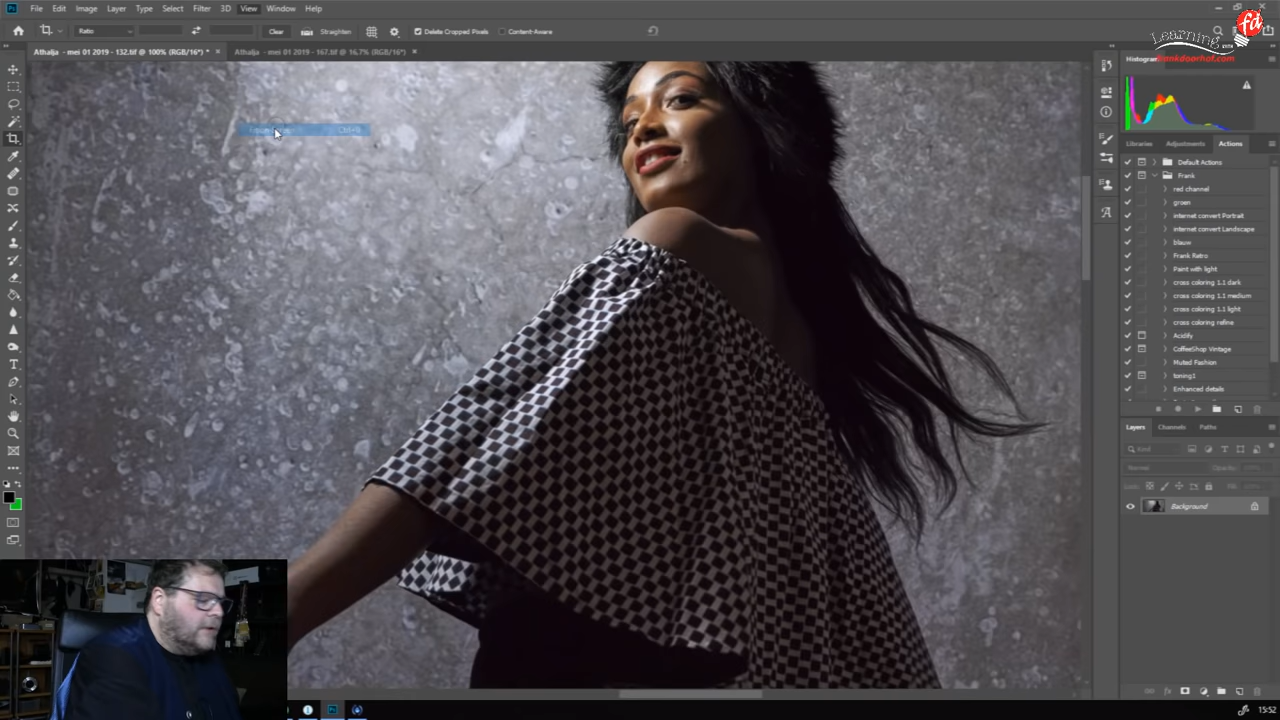 File Edit Image Layer Type Select Filter 3D View Window Help
Ratio Clear Straighten Delete Cropped Pixels Content-Aware
Learning
frankdoorhof.com
Athalja - mei 01 2019 - 132.tif @ 100% (RGB/16*) * Athalja - mei 01 2019 - 167.tif @ 16,7% (RGB/16*)
Histogram
Libraries Adjustments Actions
Default Actions
Frank
red channel
groen
internet convert Portrait
internet convert Landscape
blauw
Frank Retro
Paint with light
cross coloring 1.1 dark
cross coloring 1.1 medium
cross coloring 1.1 light
cross coloring refine
Acidify
CoffeeShop Vintage
Muted Fashion
toning1
Enhanced details
Layers Channels Paths
Kind
Normal Opacity:
Background
15:52